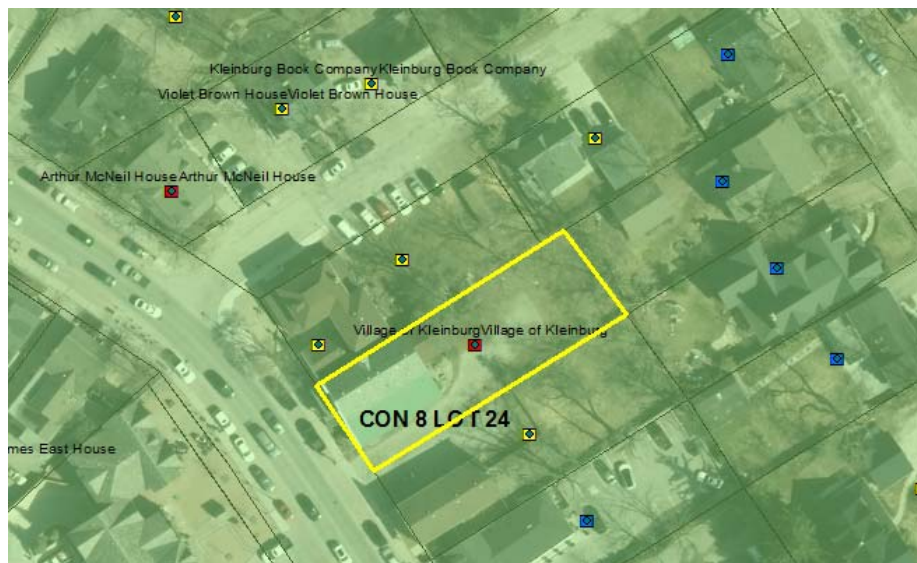 Kleinburg Book CompanyKleinburg Book Company
Violet Brown HouseViolet Brown House
Arthur McNeil HouseArthur McNeil House
Village of KleinburgVillage of Kleinburg
CON 8 LOT 24
mes East House